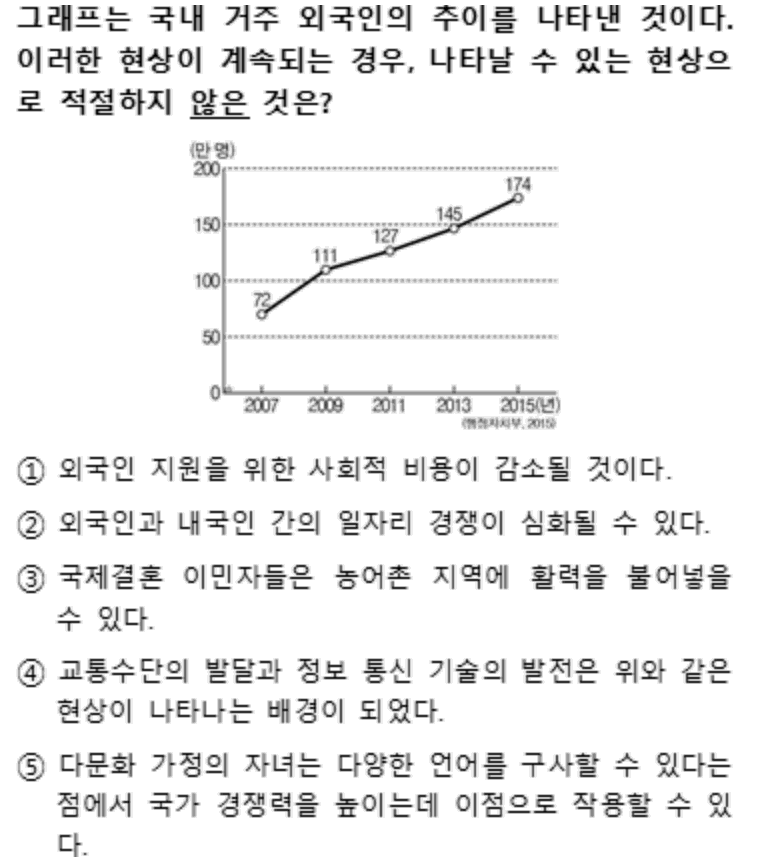 그래프는 국내 거주 외국인의 추이를 나타낸 것이다.
이러한 현상이 계속되는 경우, 나타날 수 있는 현상으
로 적절하지 않은 것은?
(만 명)
200
174
150
145
127
111
100
72
50
0
2007 2009 2011 2013 2015(년)
(행정자치부, 2015)
① 외국인 지원을 위한 사회적 비용이 감소될 것이다.
② 외국인과 내국인 간의 일자리 경쟁이 심화될 수 있다.
③ 국제결혼 이민자들은 농어촌 지역에 활력을 불어넣을
수 있다.
④ 교통수단의 발달과 정보 통신 기술의 발전은 위와 같은
현상이 나타나는 배경이 되었다.
⑤ 다문화 가정의 자녀는 다양한 언어를 구사할 수 있다는
점에서 국가 경쟁력을 높이는데 이점으로 작용할 수 있
다.